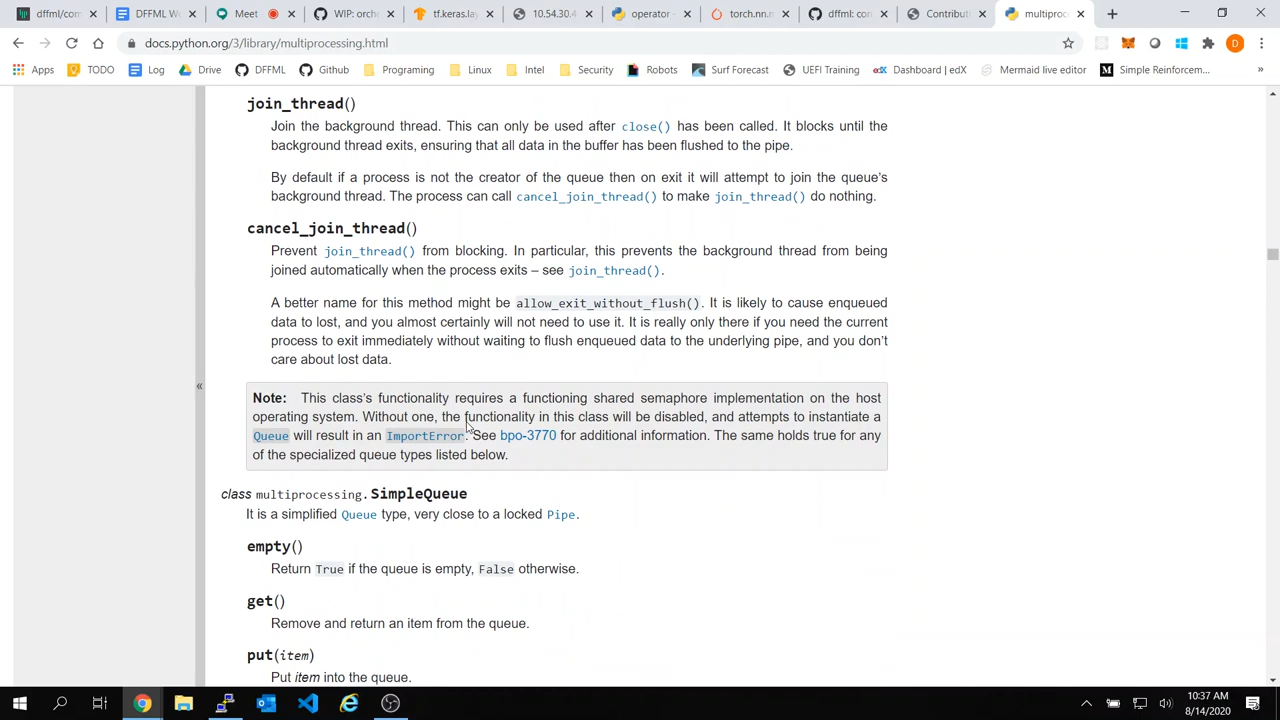 dffml/com
DFFML W
Meet
WIP: orche
tf.keras.lay
10.54.30.4
operator -
torch.nn.m
dffml: con
Contribut
multiproc
docs.python.org/3/library/multiprocessing.html
Apps
TODO
Log
Drive
DFFML
Github
Programing
Linux
Intel
Security
Robots
Surf Forecast
UEFI Training
Dashboard | edX
Mermaid live editor
Simple Reinforcem...
»
join_thread()
Join the background thread. This can only be used after close() has been called. It blocks until the
background thread exits, ensuring that all data in the buffer has been flushed to the pipe.
By default if a process is not the creator of the queue then on exit it will attempt to join the queue's
background thread. The process can call cancel_join_thread() to make join_thread() do nothing.
cancel_join_thread()
Prevent join_thread() from blocking. In particular, this prevents the background thread from being
joined automatically when the process exits – see join_thread().
A better name for this method might be allow_exit_without_flush(). It is likely to cause enqueued
data to lost, and you almost certainly will not need to use it. It is really only there if you need the current
process to exit immediately without waiting to flush enqueued data to the underlying pipe, and you don't
care about lost data.
«
Note: This class's functionality requires a functioning shared semaphore implementation on the host
operating system. Without one, the functionality in this class will be disabled, and attempts to instantiate a
Queue will result in an ImportError. See bpo-3770 for additional information. The same holds true for any
of the specialized queue types listed below.
class multiprocessing.SimpleQueue
It is a simplified Queue type, very close to a locked Pipe.
empty()
Return True if the queue is empty, False otherwise.
get()
Remove and return an item from the queue.
put(item)
Put item into the queue.
10:37 AM
8/14/2020